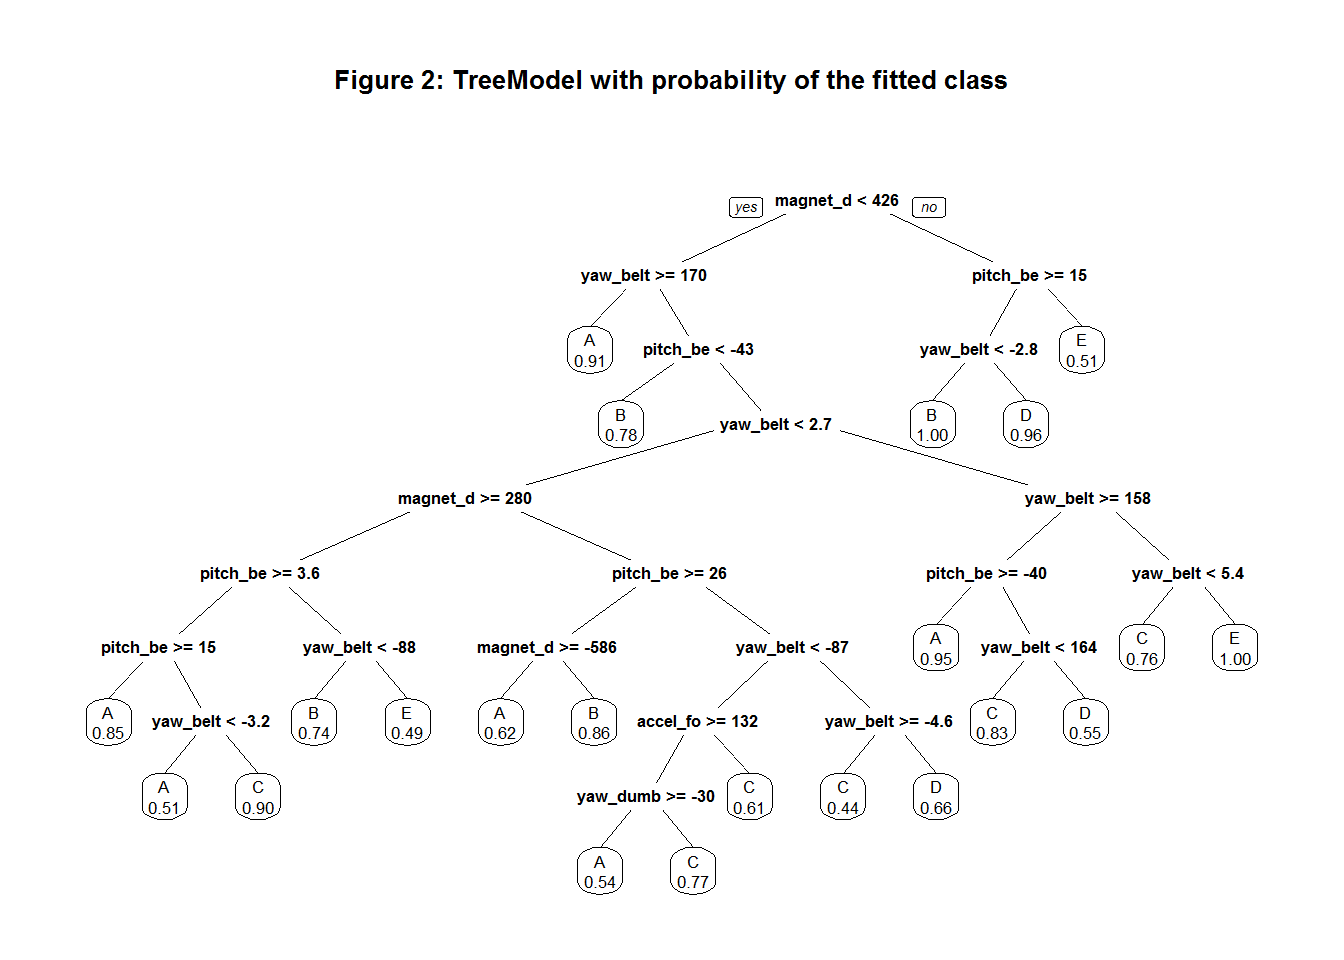 Figure 2: TreeModel with probability of the fitted class
yes magnet_d < 426 no
yaw_belt >= 170 pitch_be >= 15
A pitch_be < -43 yaw_belt < -2.8 E
0.91 0.51
B yaw_belt < 2.7 B D
0.78 1.00 0.96
magnet_d >= 280 yaw_belt >= 158
pitch_be >= 3.6 pitch_be >= 26 pitch_be >= -40 yaw_belt < 5.4
pitch_be >= 15 yaw_belt < -88 magnet_d >= -586 yaw_belt < -87 A yaw_belt < 164 C E
0.95 0.76 1.00
A yaw_belt < -3.2 B E A B accel_fo >= 132 yaw_belt >= -4.6 C D
0.85 0.74 0.49 0.62 0.86 0.83 0.55
A C yaw_dumb >= -30 C C D
0.51 0.90 0.61 0.44 0.66
A C
0.54 0.77